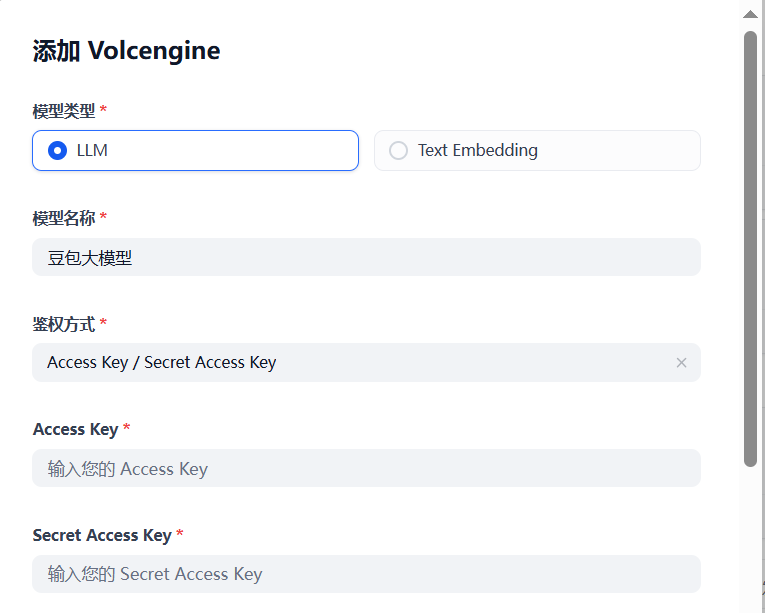 添加 Volcengine
模型类型 *
LLM
Text Embedding
模型名称 *
豆包大模型
鉴权方式 *
Access Key / Secret Access Key
Access Key *
输入您的 Access Key
Secret Access Key *
输入您的 Secret Access Key